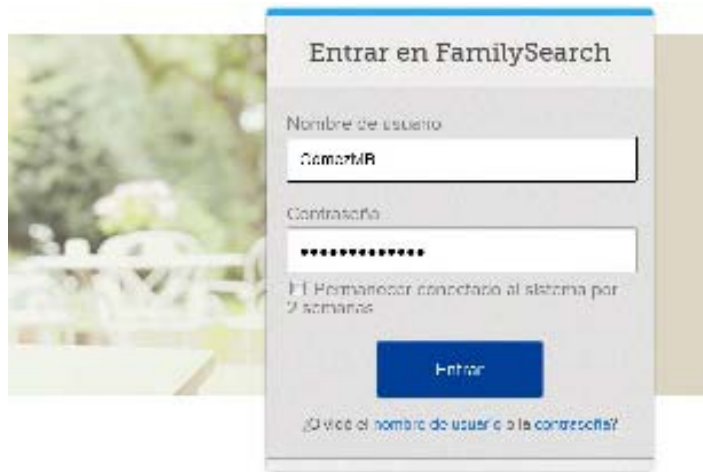 Entrar en FamilySearch
Nombre de usuario
GomezMB
Contraseña
•••••••••••••
Permanecer conectado al sistema por
2 semanas
Entrar
¿Olvidó el nombre de usuario o la contraseña?